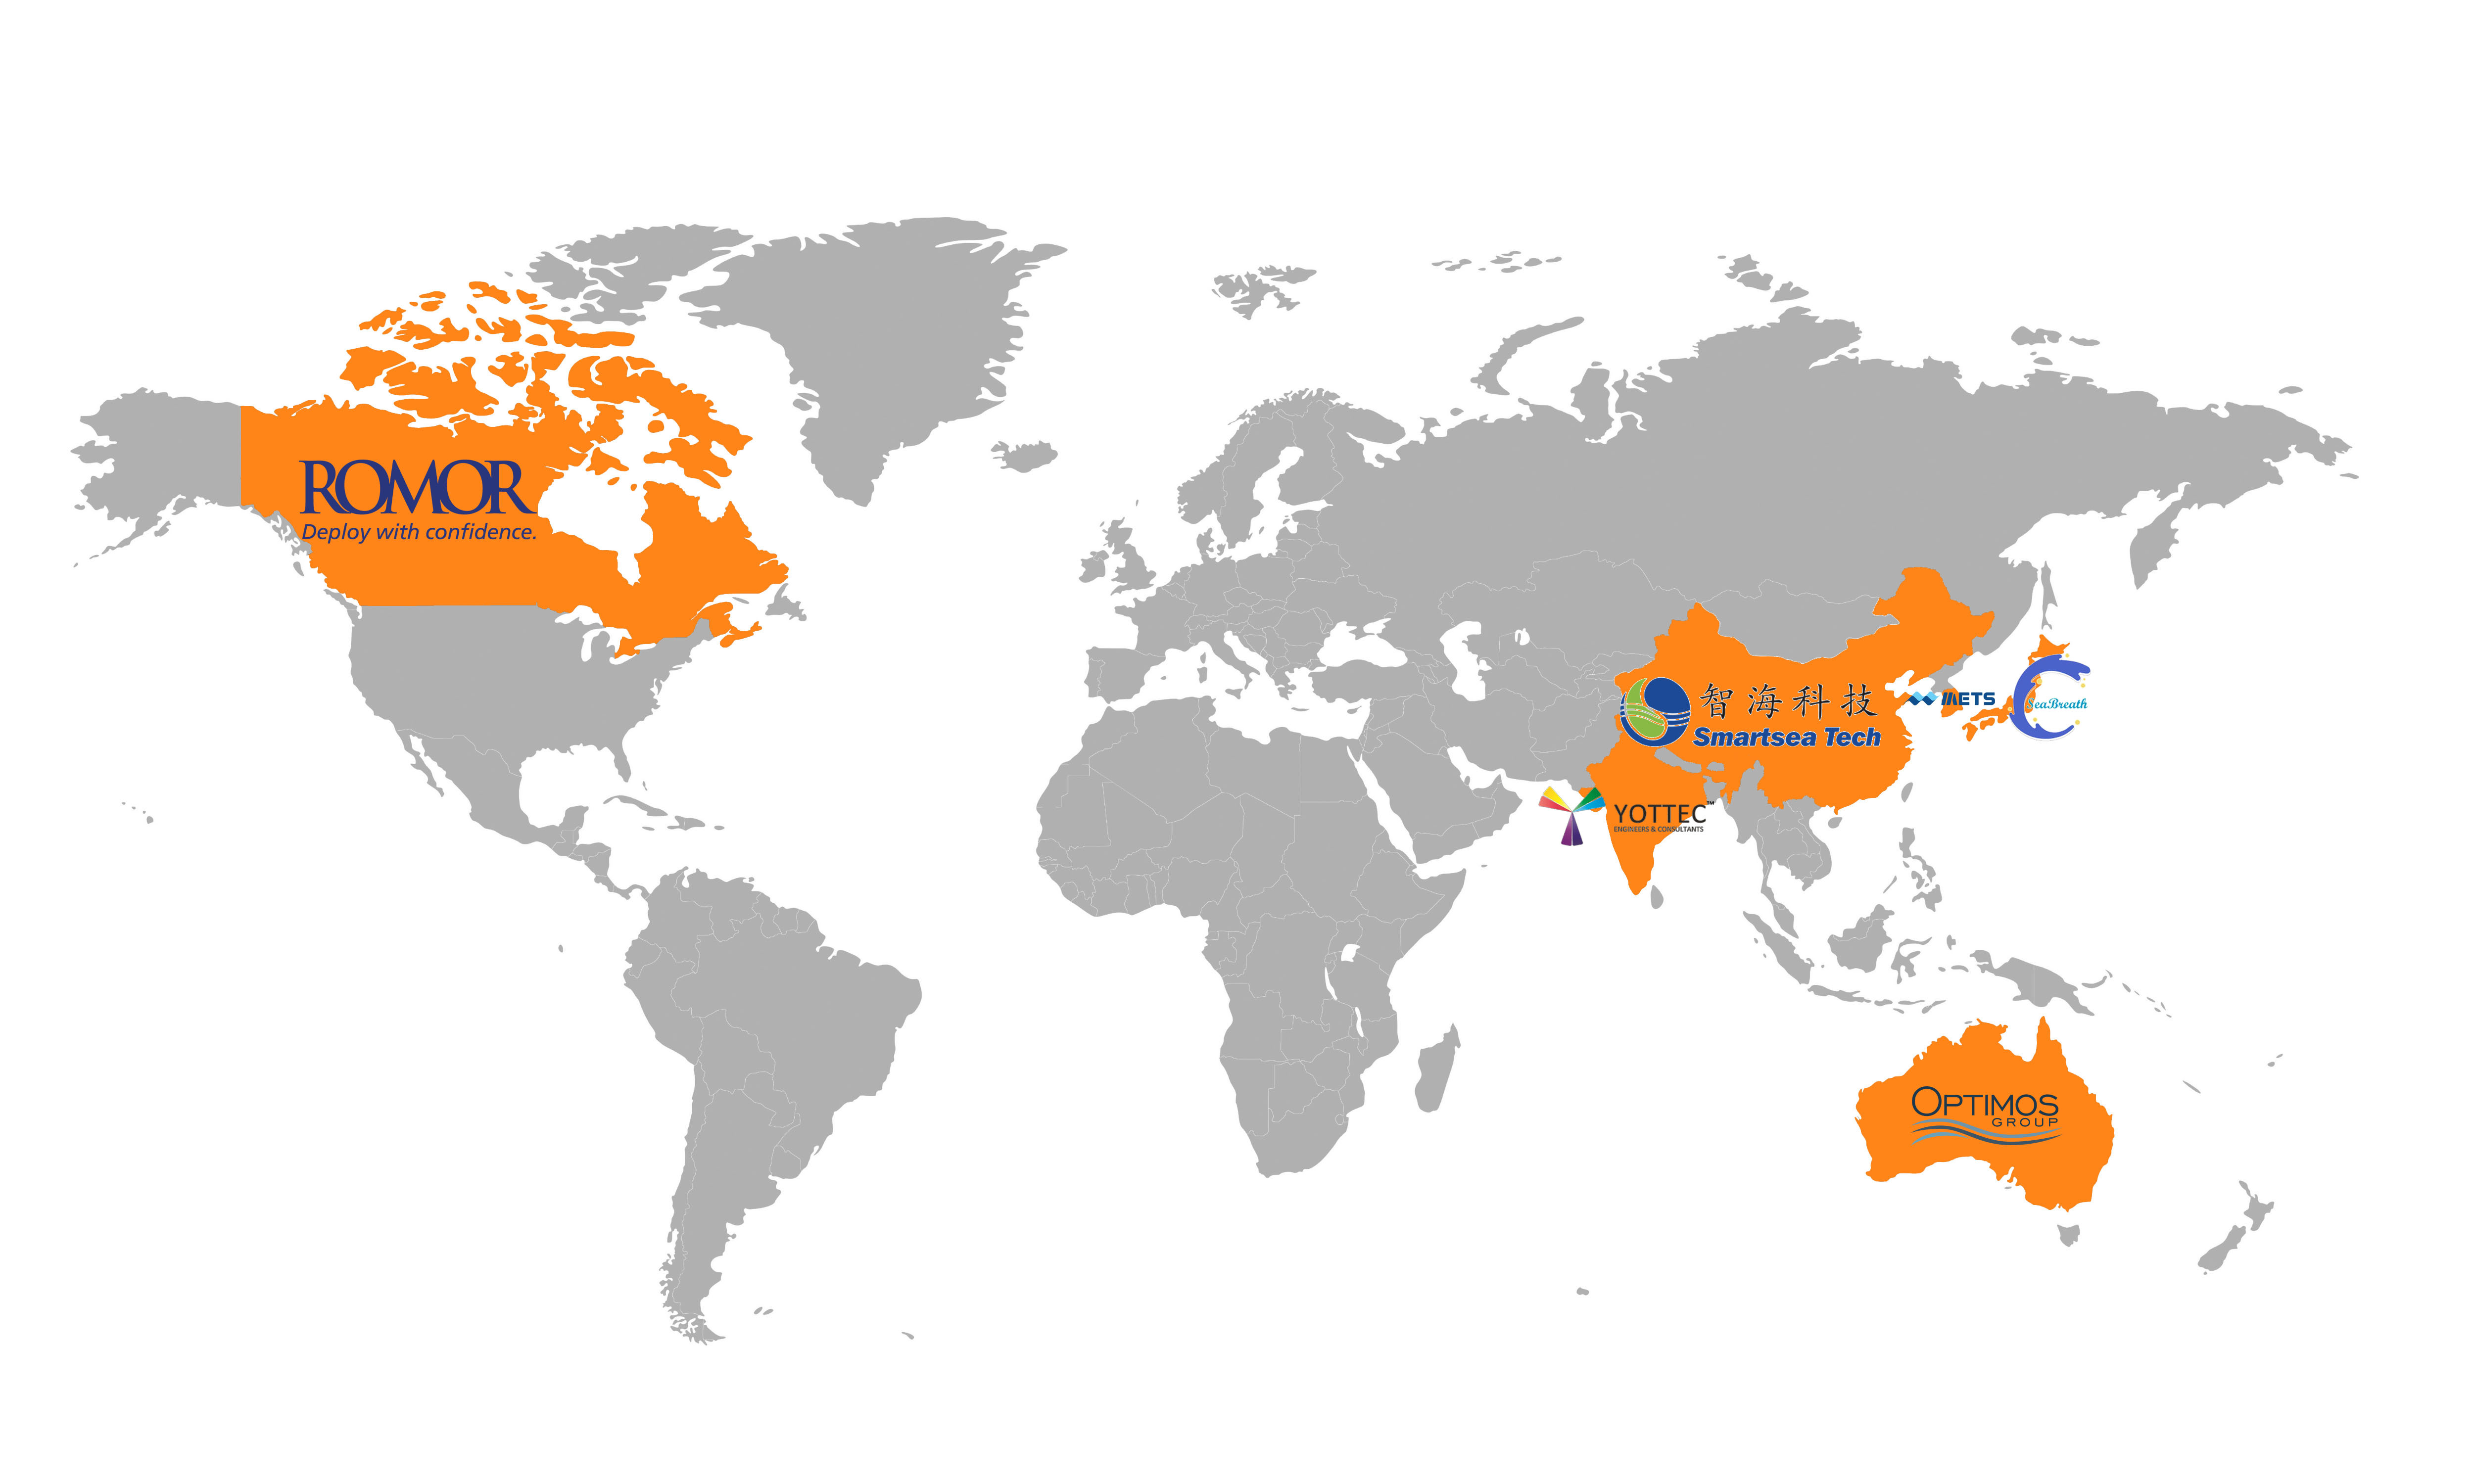 ROMOR
Deploy with confidence.
智海科技
Smartsea Tech
METS
SeaBreath
YOTTEC™
ENGINEERS & CONSULTANTS
OPTIMOS
GROUP